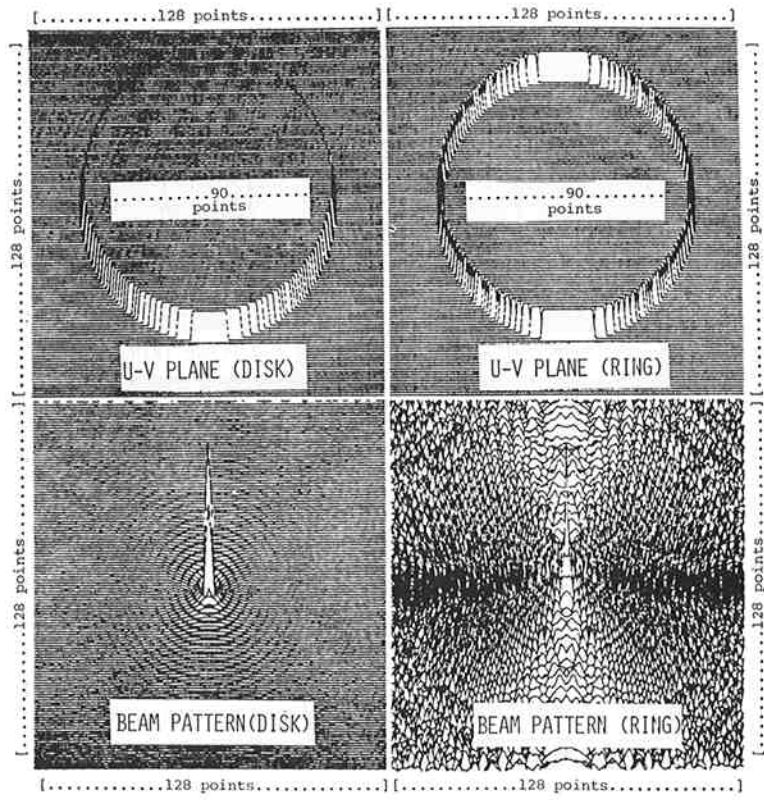 [............128 points............][............128 points............]
[............128 points............]
.........90.........
points
.........90.........
points
[............128 points............]
U-V PLANE (DISK)
U-V PLANE (RING)
[............128 points............]
[............128 points............]
BEAM PATTERN(DISK)
BEAM PATTERN (RING)
[............128 points............][............128 points............]